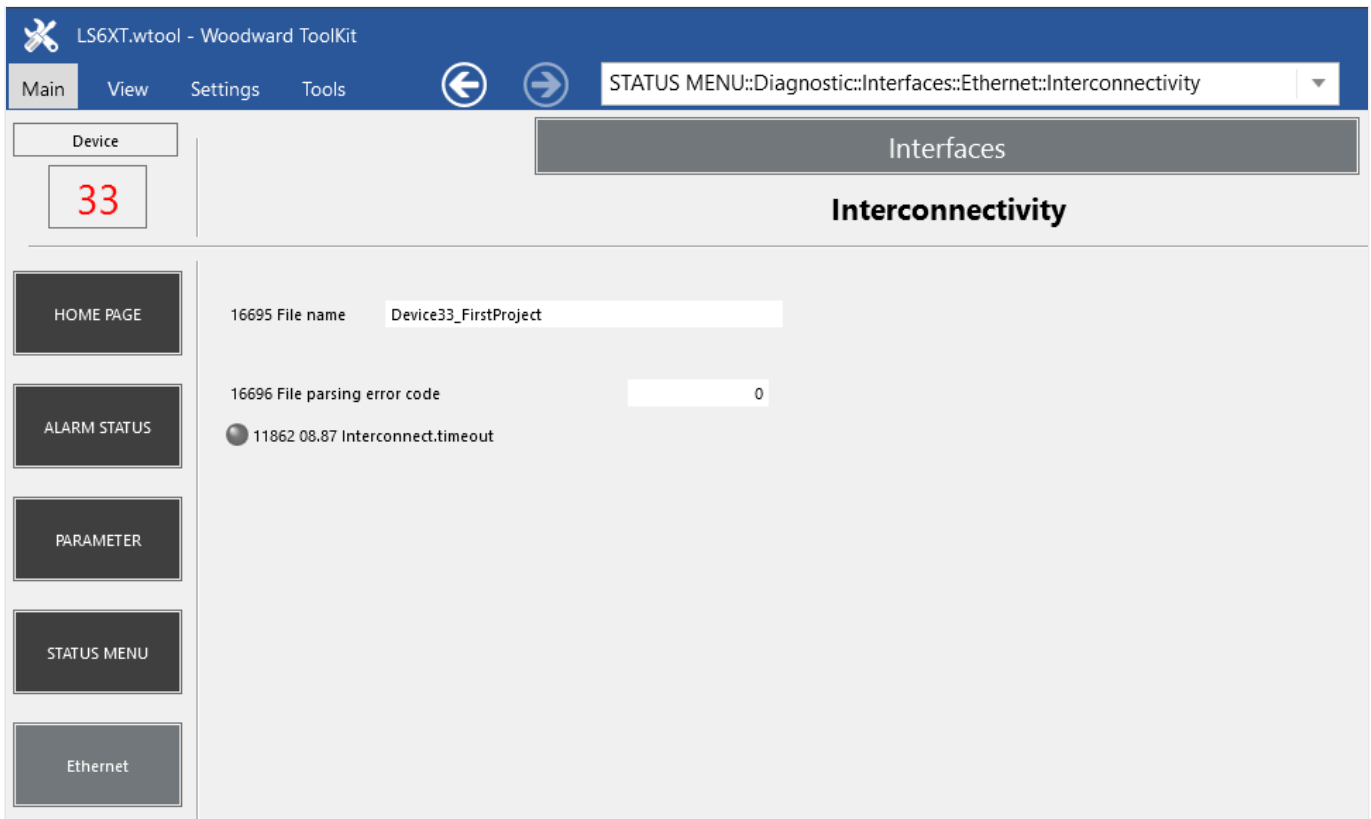 LS6XT.wtool - Woodward ToolKit
Main View Settings Tools STATUS MENU::Diagnostic::Interfaces::Ethernet::Interconnectivity
Device
33
Interfaces
Interconnectivity
HOME PAGE
ALARM STATUS
PARAMETER
STATUS MENU
Ethernet
16695 File name Device33_FirstProject
16696 File parsing error code 0
11862 08.87 Interconnect.timeout